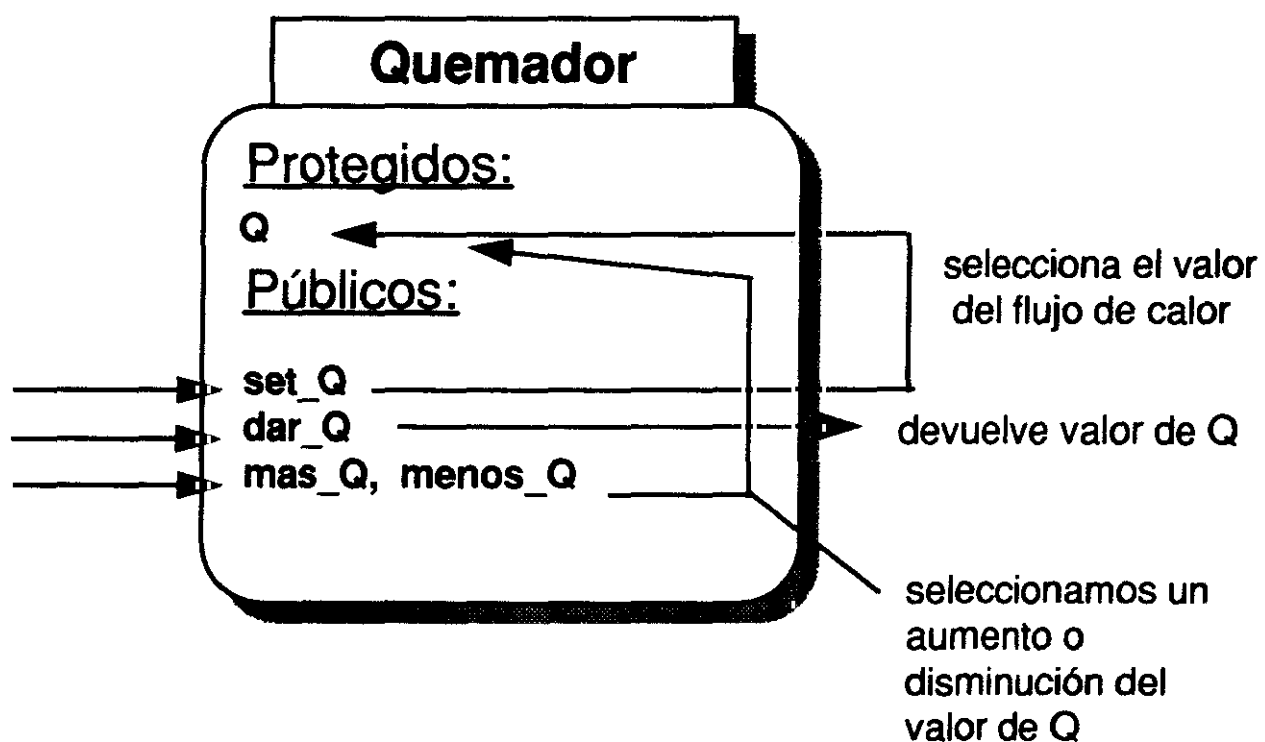 Quemador
Protegidos:
Q
Públicos:
selecciona el valor
del flujo de calor
set_Q
dar_Q
devuelve valor de Q
mas_Q, menos_Q
seleccionamos un
aumento o
disminución del
valor de Q